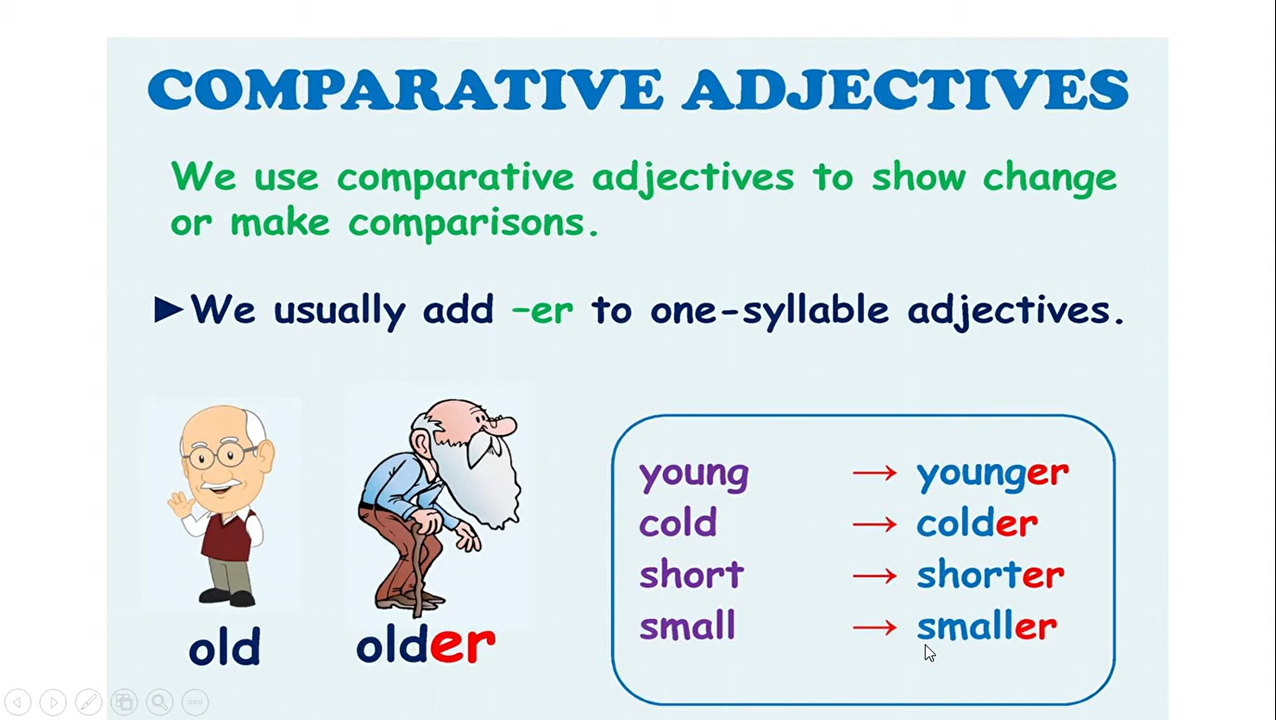 COMPARATIVE ADJECTIVES
We use comparative adjectives to show change
or make comparisons.
►We usually add –er to one-syllable adjectives.
young → younger
cold → colder
short → shorter
small → smaller
old older